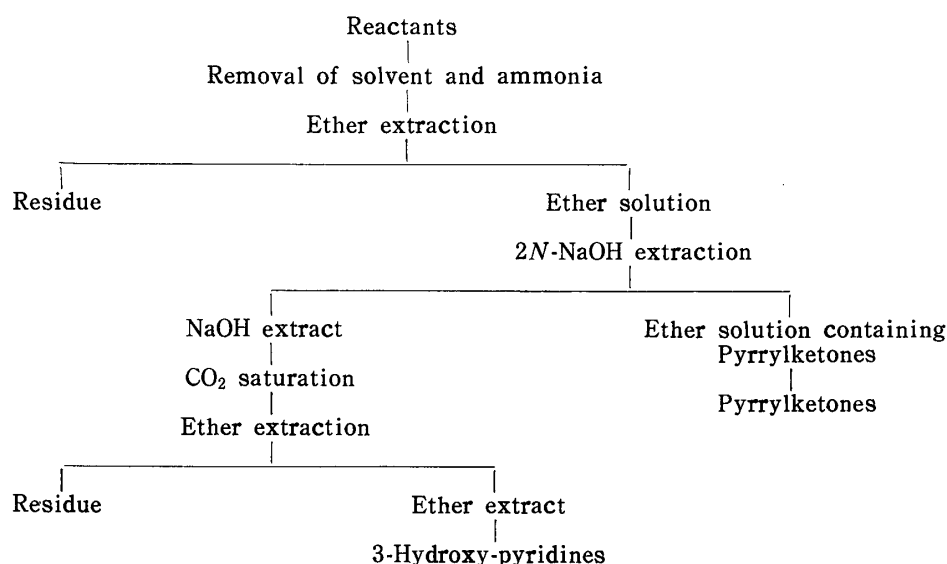 Reactants
Removal of solvent and ammonia
Ether extraction
Residue
Ether solution
2N-NaOH extraction
NaOH extract
Ether solution containing
Pyrrylketones
CO₂ saturation
Pyrrylketones
Ether extraction
Residue
Ether extract
3-Hydroxy-pyridines